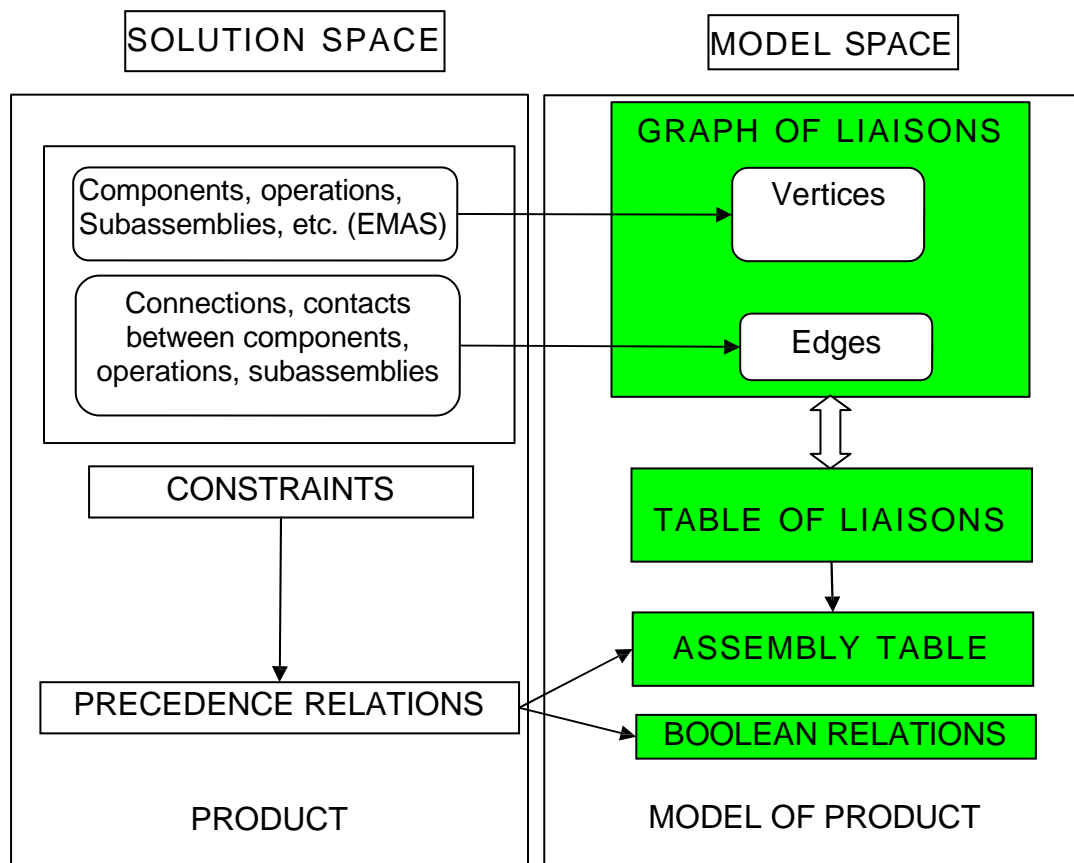 SOLUTION SPACE
MODEL SPACE
GRAPH OF LIAISONS
Components, operations,
Subassemblies, etc. (EMAS)
Vertices
Connections, contacts
between components,
operations, subassemblies
Edges
CONSTRAINTS
TABLE OF LIAISONS
ASSEMBLY TABLE
PRECEDENCE RELATIONS
BOOLEAN RELATIONS
PRODUCT
MODEL OF PRODUCT